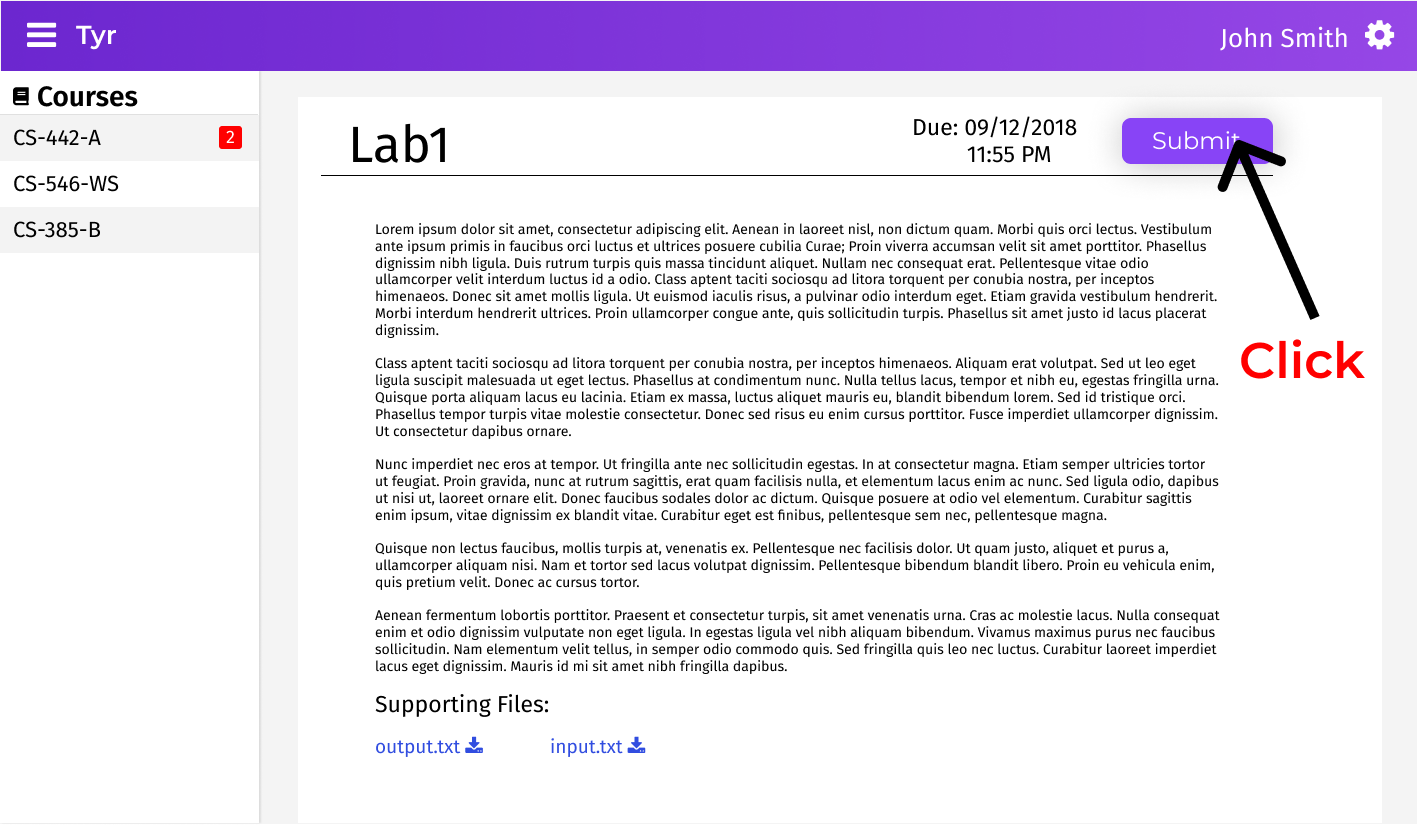 Tyr
John Smith
Courses
CS-442-A
2
CS-546-WS
CS-385-B
Lab1
Due: 09/12/2018
11:55 PM
Submit
Click
Lorem ipsum dolor sit amet, consectetur adipiscing elit. Aenean in laoreet nisl, non dictum quam. Morbi quis orci lectus. Vestibulum
ante ipsum primis in faucibus orci luctus et ultrices posuere cubilia Curae; Proin viverra accumsan velit sit amet porttitor. Phasellus
dignissim nibh ligula. Duis rutrum turpis quis massa tincidunt aliquet. Nullam nec consequat erat. Pellentesque vitae odio
ullamcorper velit interdum luctus id a odio. Class aptent taciti sociosqu ad litora torquent per conubia nostra, per inceptos
himenaeos. Donec sit amet mollis ligula. Ut euismod iaculis risus, a pulvinar odio interdum eget. Etiam gravida vestibulum hendrerit.
Morbi interdum hendrerit ultrices. Proin ullamcorper congue ante, quis sollicitudin turpis. Phasellus sit amet justo id lacus placerat
dignissim.
Class aptent taciti sociosqu ad litora torquent per conubia nostra, per inceptos himenaeos. Aliquam erat volutpat. Sed ut leo eget
ligula suscipit malesuada ut eget lectus. Phasellus at condimentum nunc. Nulla tellus lacus, tempor et nibh eu, egestas fringilla urna.
Quisque porta aliquam lacus eu lacinia. Etiam ex massa, luctus aliquet mauris eu, blandit bibendum lorem. Sed id tristique orci.
Phasellus tempor turpis vitae molestie consectetur. Donec sed risus eu enim cursus porttitor. Fusce imperdiet ullamcorper dignissim.
Ut consectetur dapibus ornare.
Nunc imperdiet nec eros at tempor. Ut fringilla ante nec sollicitudin egestas. In at consectetur magna. Etiam semper ultricies tortor
ut feugiat. Proin gravida, nunc at rutrum sagittis, erat quam facilisis nulla, et elementum lacus enim ac nunc. Sed ligula odio, dapibus
ut nisi ut, laoreet ornare elit. Donec faucibus sodales dolor ac dictum. Quisque posuere at odio vel elementum. Curabitur sagittis
enim ipsum, vitae dignissim ex blandit vitae. Curabitur eget est finibus, pellentesque sem nec, pellentesque magna.
Quisque non lectus faucibus, mollis turpis at, venenatis ex. Pellentesque nec facilisis dolor. Ut quam justo, aliquet et purus a,
ullamcorper aliquam nisi. Nam et tortor sed lacus volutpat dignissim. Pellentesque bibendum blandit libero. Proin eu vehicula enim,
quis pretium velit. Donec ac cursus tortor.
Aenean fermentum lobortis porttitor. Praesent et consectetur turpis, sit amet venenatis urna. Cras ac molestie lacus. Nulla consequat
enim et odio dignissim vulputate non eget ligula. In egestas ligula vel nibh aliquam bibendum. Vivamus maximus purus nec faucibus
sollicitudin. Nam elementum velit tellus, in semper odio commodo quis. Sed fringilla quis leo nec luctus. Curabitur laoreet imperdiet
lacus eget dignissim. Mauris id mi sit amet nibh fringilla dapibus.
Supporting Files:
output.txt
input.txt